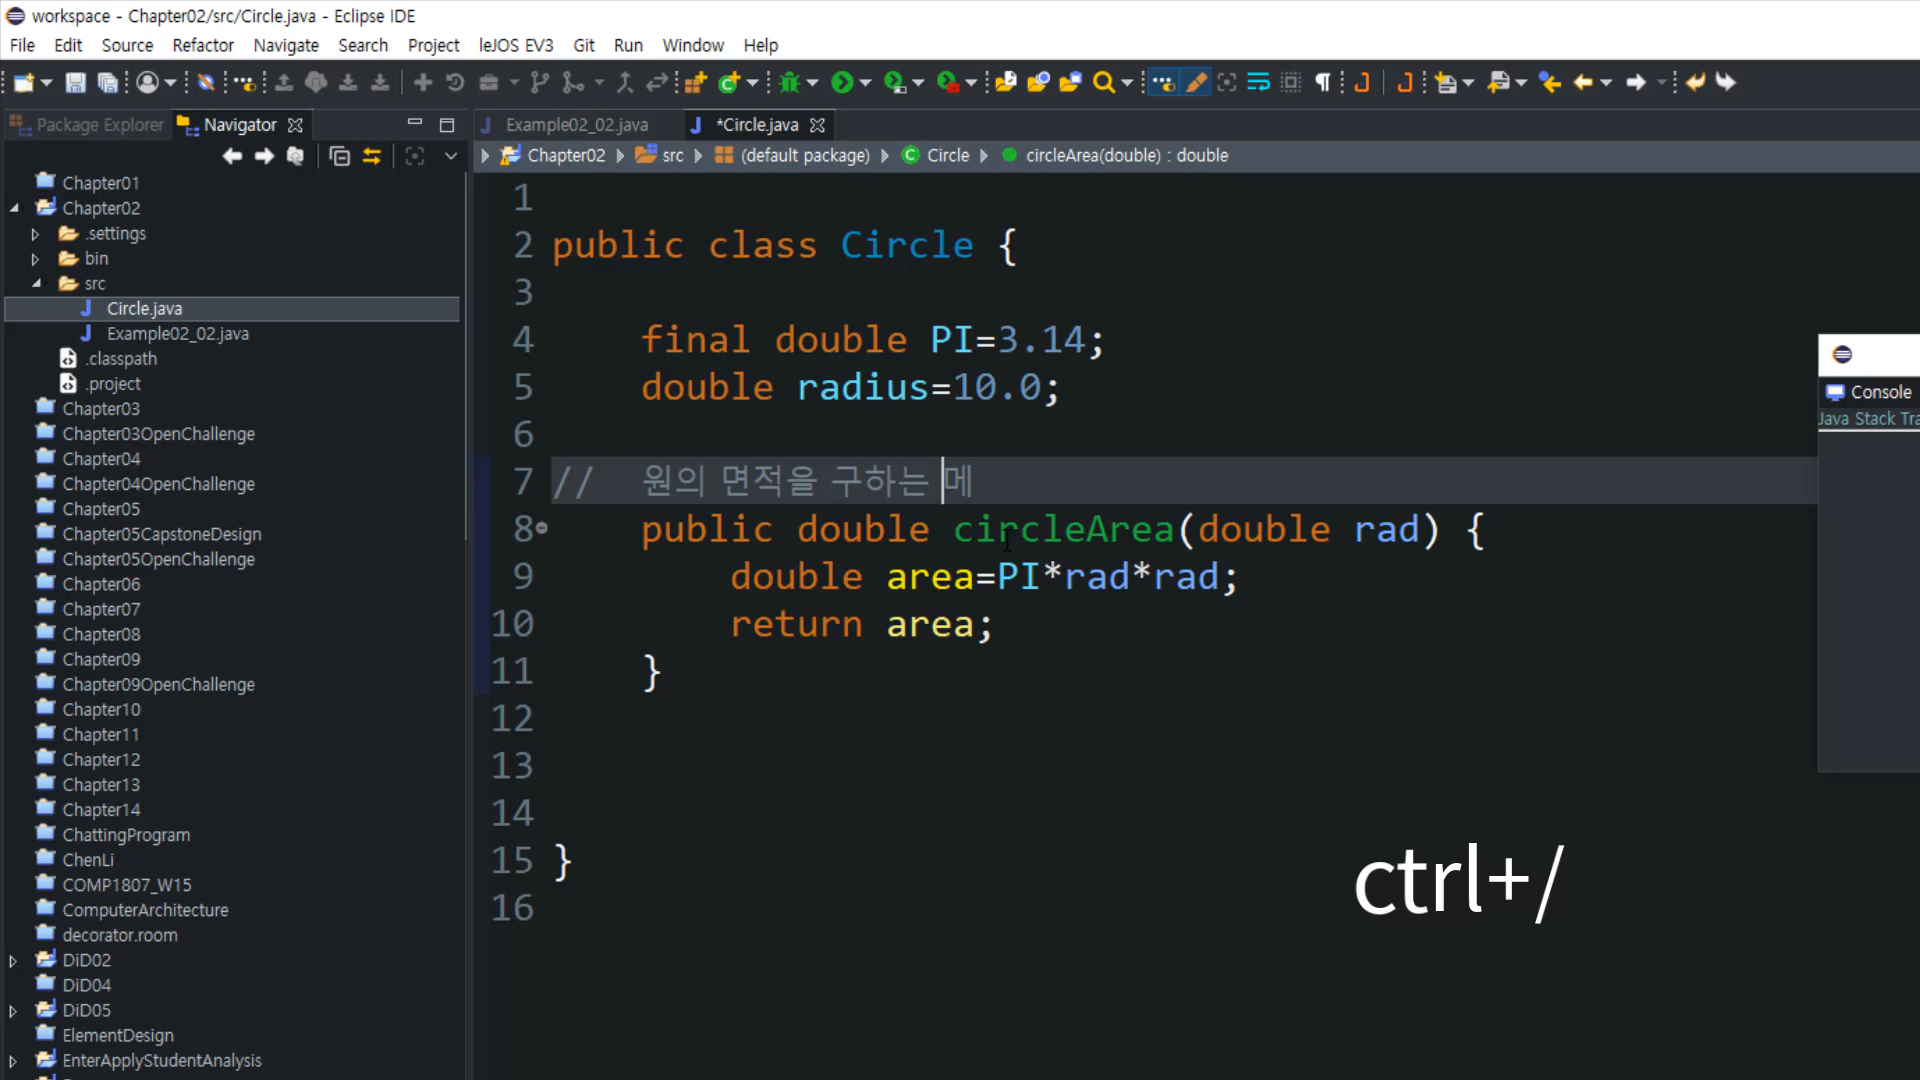 workspace - Chapter02/src/Circle.java - Eclipse IDE
File Edit Source Refactor Navigate Search Project leJOS EV3 Git Run Window Help
Package Explorer Navigator
Example02_02.java *Circle.java
Chapter02 src (default package) Circle circleArea(double) : double
Chapter01
Chapter02
.settings
bin
src
Circle.java
Example02_02.java
.classpath
.project
Chapter03
Chapter03OpenChallenge
Chapter04
Chapter04OpenChallenge
Chapter05
Chapter05CapstoneDesign
Chapter05OpenChallenge
Chapter06
Chapter07
Chapter08
Chapter09
Chapter09OpenChallenge
Chapter10
Chapter11
Chapter12
Chapter13
Chapter14
ChattingProgram
ChenLi
COMP1807_W15
ComputerArchitecture
decorator.room
DiD02
DiD04
DiD05
ElementDesign
EnterApplyStudentAnalysis
1
2 public class Circle {
3
4 final double PI=3.14;
5 double radius=10.0;
6
7 // 원의 면적을 구하는 메
8 public double circleArea(double rad) {
9 double area=PI*rad*rad;
10 return area;
11 }
12
13
14
15 }
16
Console
Java Stack Tra
ctrl+/